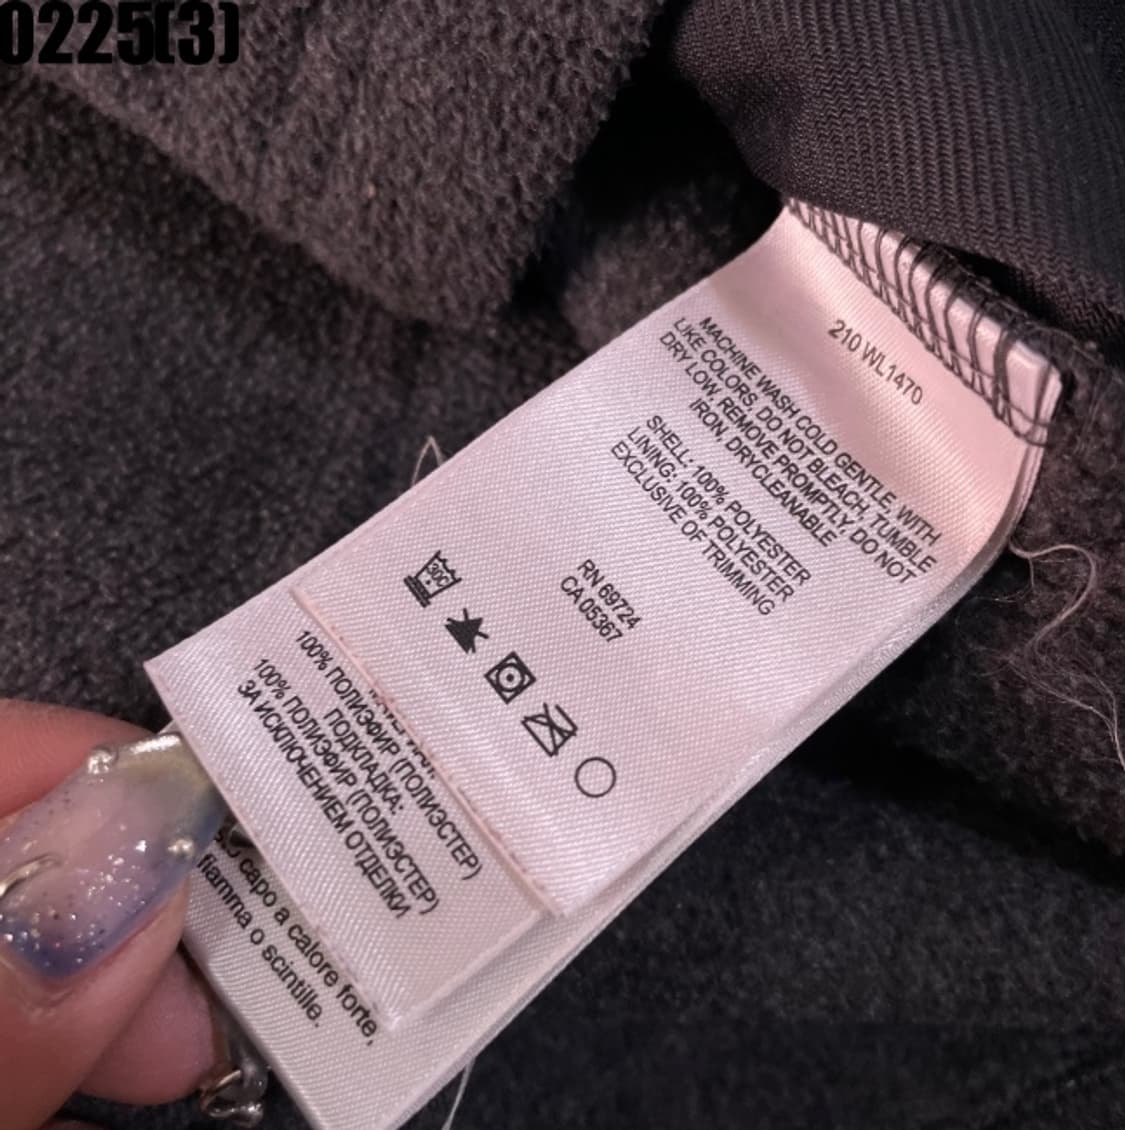 0225(3)
210 WL1470
MACHINE WASH COLD GENTLE, WITH
LIKE COLORS, DO NOT BLEACH, TUMBLE
DRY LOW, REMOVE PROMPTLY, DO NOT
IRON, DRYCLEANABLE
SHELL: 100% POLYESTER
LINING: 100% POLYESTER
EXCLUSIVE OF TRIMMING
RN 69724
CA 05367
30C
100% ПОЛИЭФИР (ПОЛИЭСТЕР)
ПОДКЛАДКА:
100% ПОЛИЭФИР (ПОЛИЭСТЕР)
ЗА ИСКЛЮЧЕНИЕМ ОТДЕЛКИ
capo a calore forte,
fiamma o scintille.